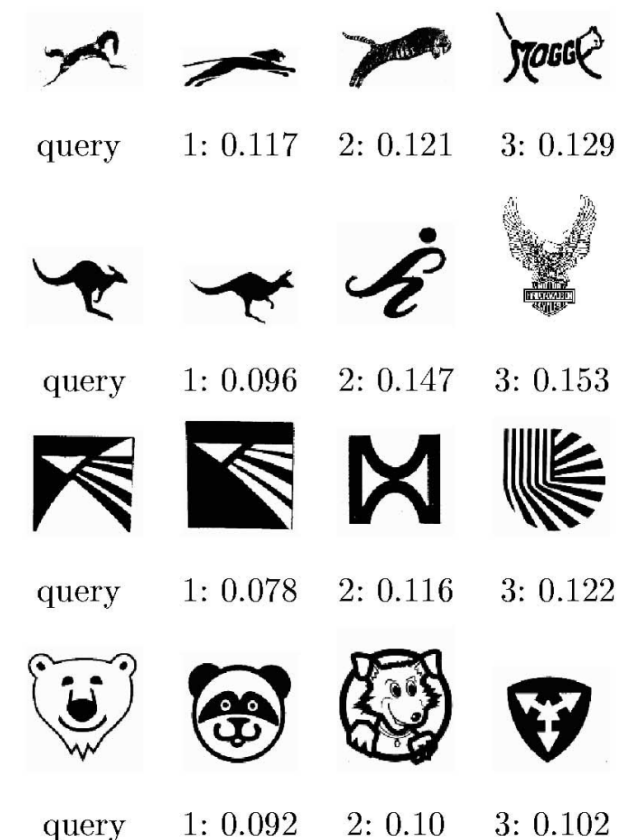 MOGGY
query 1: 0.117 2: 0.121 3: 0.129
query 1: 0.096 2: 0.147 3: 0.153
query 1: 0.078 2: 0.116 3: 0.122
query 1: 0.092 2: 0.10 3: 0.102